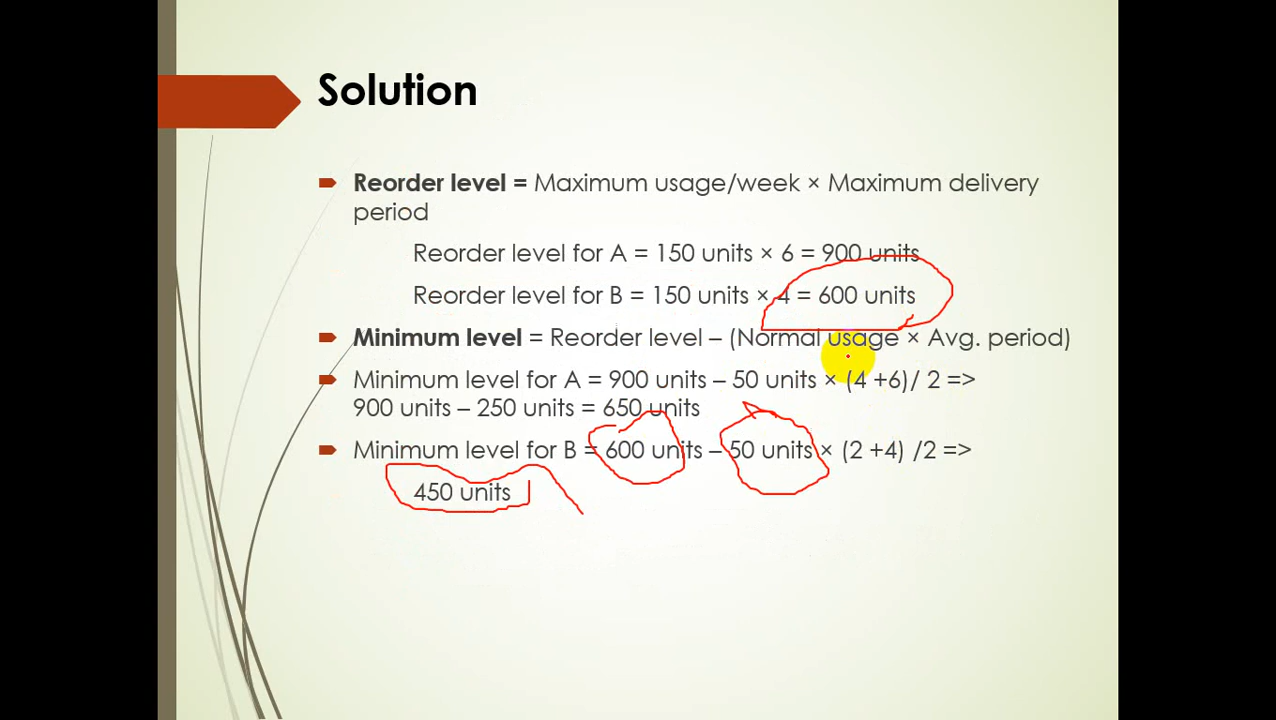 Solution
Reorder level = Maximum usage/week × Maximum delivery
period
Reorder level for A = 150 units × 6 = 900 units
Reorder level for B = 150 units × 4 = 600 units
Minimum level = Reorder level – (Normal usage × Avg. period)
Minimum level for A = 900 units – 50 units × (4 +6)/ 2 =>
900 units – 250 units = 650 units
Minimum level for B = 600 units – 50 units × (2 +4) /2 =>
450 units